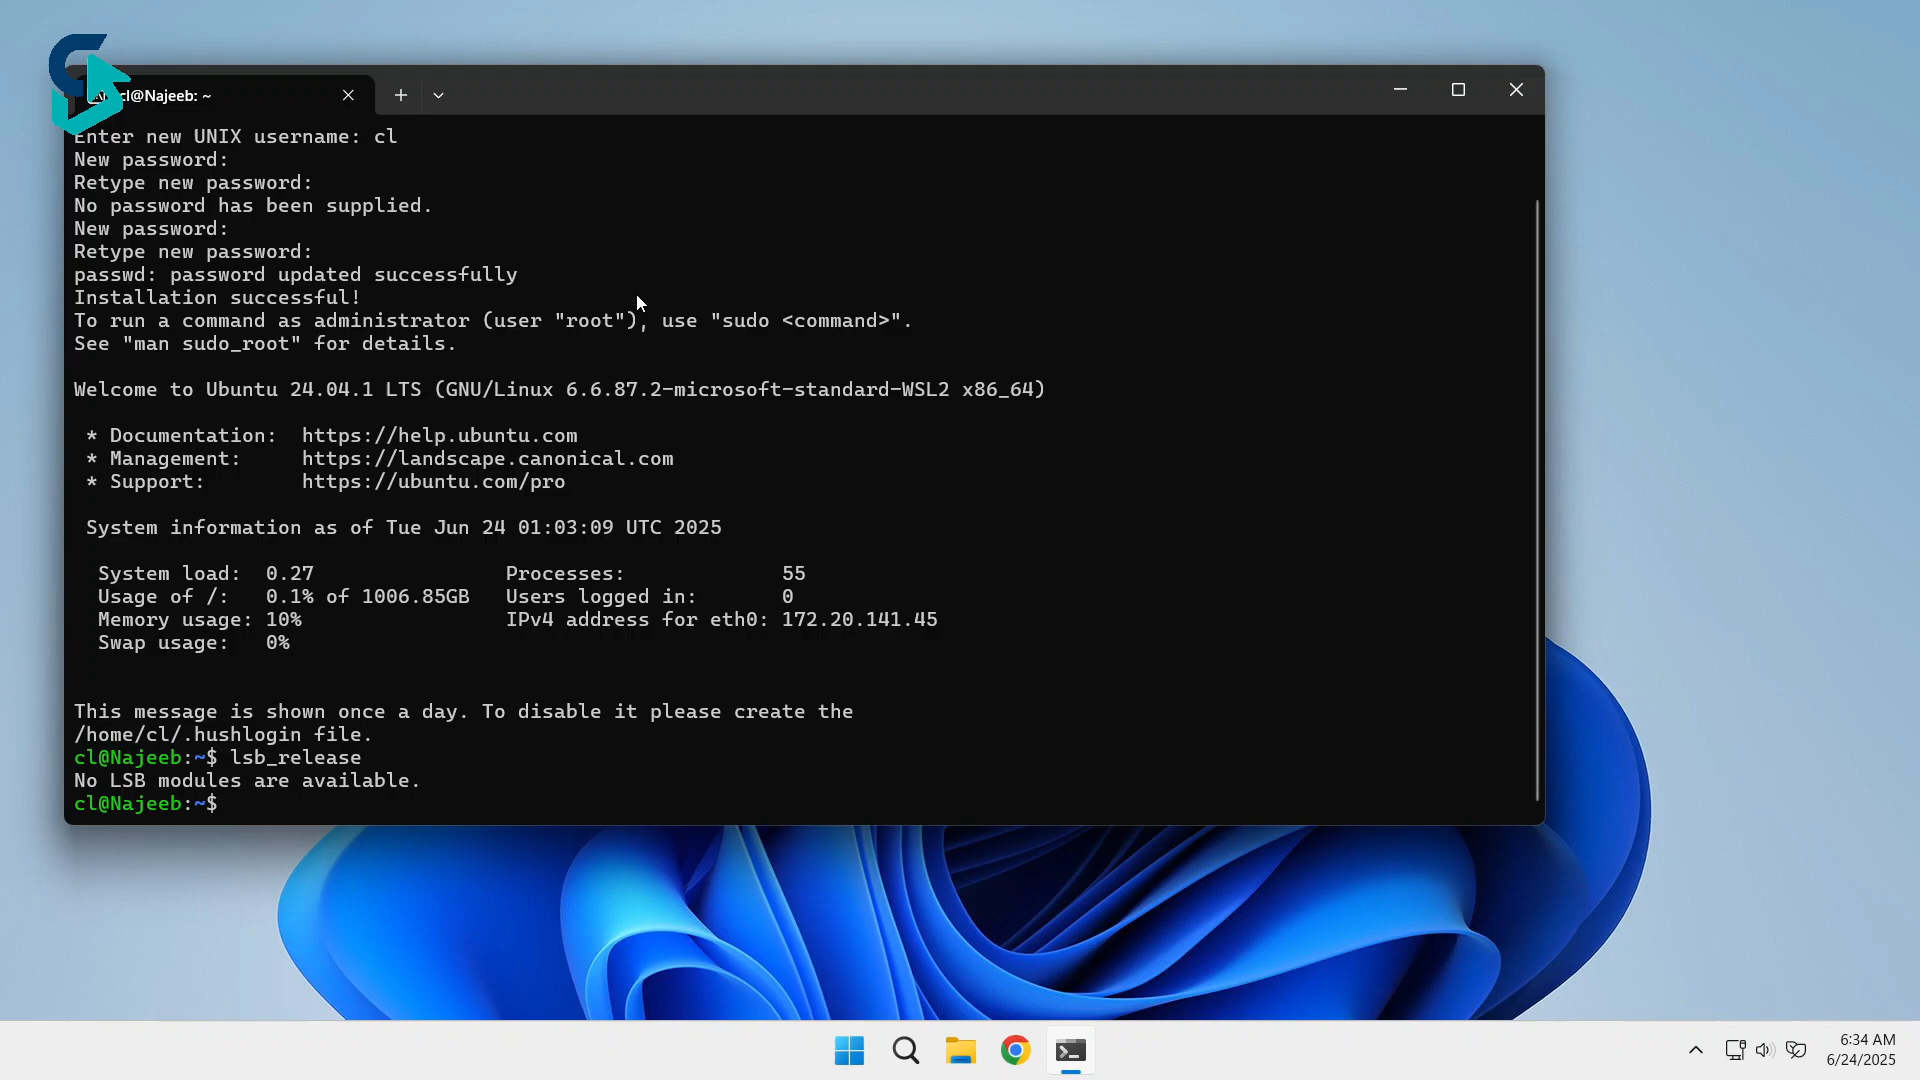 cl@Najeeb: ~
Enter new UNIX username: cl
New password:
Retype new password:
No password has been supplied.
New password:
Retype new password:
passwd: password updated successfully
Installation successful!
To run a command as administrator (user "root"), use "sudo <command>".
See "man sudo_root" for details.
Welcome to Ubuntu 24.04.1 LTS (GNU/Linux 6.6.87.2-microsoft-standard-WSL2 x86_64)
* Documentation: https://help.ubuntu.com
* Management: https://landscape.canonical.com
* Support: https://ubuntu.com/pro
System information as of Tue Jun 24 01:03:09 UTC 2025
System load: 0.27 Processes: 55
Usage of /: 0.1% of 1006.85GB Users logged in: 0
Memory usage: 10% IPv4 address for eth0: 172.20.141.45
Swap usage: 0%
This message is shown once a day. To disable it please create the
/home/cl/.hushlogin file.
cl@Najeeb:~$ lsb_release
No LSB modules are available.
cl@Najeeb:~$
6:34 AM
6/24/2025